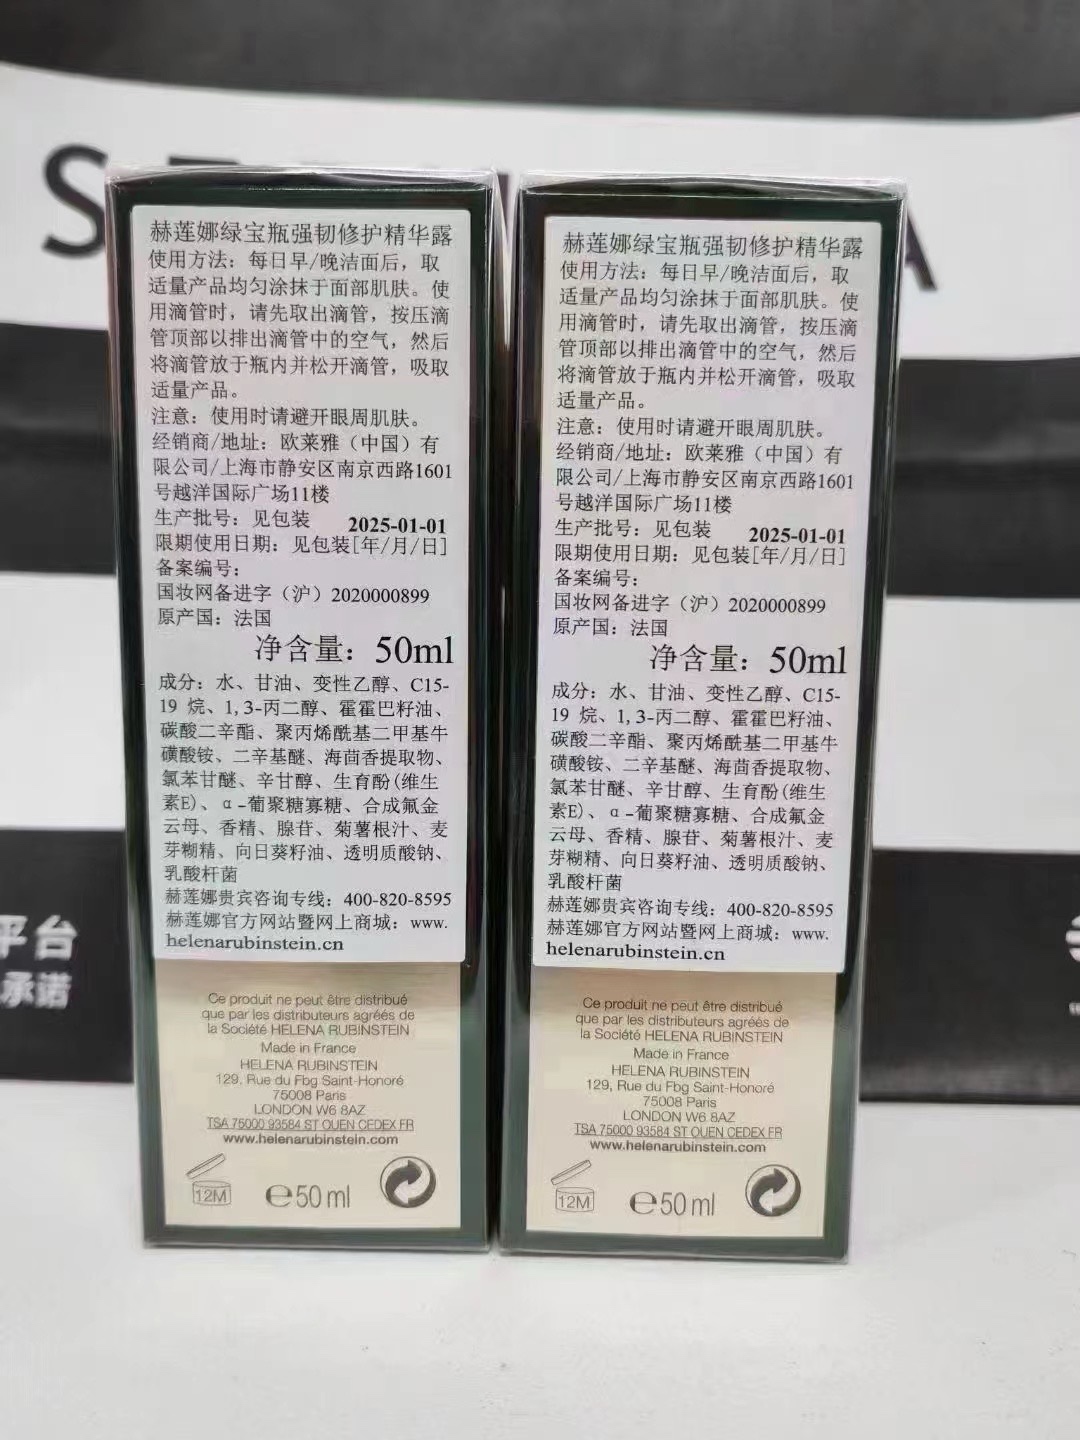 赫莲娜绿宝瓶强韧修护精华露
使用方法：每日早/晚洁面后，取
适量产品均匀涂抹于面部肌肤。使
用滴管时，请先取出滴管，按压滴
管顶部以排出滴管中的空气，然后
将滴管放于瓶内并松开滴管，吸取
适量产品。
注意：使用时请避开眼周肌肤。
经销商/地址：欧莱雅（中国）有
限公司/上海市静安区南京西路1601
号越洋国际广场11楼
生产批号：见包装 2025-01-01
限期使用日期：见包装[年/月/日]
备案编号：
国妆网备进字（沪）2020000899
原产国：法国
净含量：50ml
成分：水、甘油、变性乙醇、C15-
19 烷、1,3-丙二醇、霍霍巴籽油、
碳酸二辛酯、聚丙烯酰基二甲基牛
磺酸铵、二辛基醚、海茴香提取物、
氯苯甘醚、辛甘醇、生育酚(维生
素E)、α-葡聚糖寡糖、合成氟金
云母、香精、腺苷、菊薯根汁、麦
芽糊精、向日葵籽油、透明质酸钠、
乳酸杆菌
赫莲娜贵宾咨询专线：400-820-8595
赫莲娜官方网站暨网上商城：www.
helenarubinstein.cn
Ce produit ne peut être distribué
que par les distributeurs agréés de
la Société HELENA RUBINSTEIN
Made in France
HELENA RUBINSTEIN
129, Rue du Fbg Saint-Honoré
75008 Paris
LONDON W6 8AZ
TSA 75000 93584 ST OUEN CEDEX FR
www.helenarubinstein.com
12M ℮50 ml
赫莲娜绿宝瓶强韧修护精华露
使用方法：每日早/晚洁面后，取
适量产品均匀涂抹于面部肌肤。使
用滴管时，请先取出滴管，按压滴
管顶部以排出滴管中的空气，然后
将滴管放于瓶内并松开滴管，吸取
适量产品。
注意：使用时请避开眼周肌肤。
经销商/地址：欧莱雅（中国）有
限公司/上海市静安区南京西路1601
号越洋国际广场11楼
生产批号：见包装 2025-01-01
限期使用日期：见包装[年/月/日]
备案编号：
国妆网备进字（沪）2020000899
原产国：法国
净含量：50ml
成分：水、甘油、变性乙醇、C15-
19 烷、1,3-丙二醇、霍霍巴籽油、
碳酸二辛酯、聚丙烯酰基二甲基牛
磺酸铵、二辛基醚、海茴香提取物、
氯苯甘醚、辛甘醇、生育酚(维生
素E)、α-葡聚糖寡糖、合成氟金
云母、香精、腺苷、菊薯根汁、麦
芽糊精、向日葵籽油、透明质酸钠、
乳酸杆菌
赫莲娜贵宾咨询专线：400-820-8595
赫莲娜官方网站暨网上商城：www.
helenarubinstein.cn
Ce produit ne peut être distribué
que par les distributeurs agréés de
la Société HELENA RUBINSTEIN
Made in France
HELENA RUBINSTEIN
129, Rue du Fbg Saint-Honoré
75008 Paris
LONDON W6 8AZ
TSA 75000 93584 ST OUEN CEDEX FR
www.helenarubinstein.com
12M ℮50 ml
平台
承诺